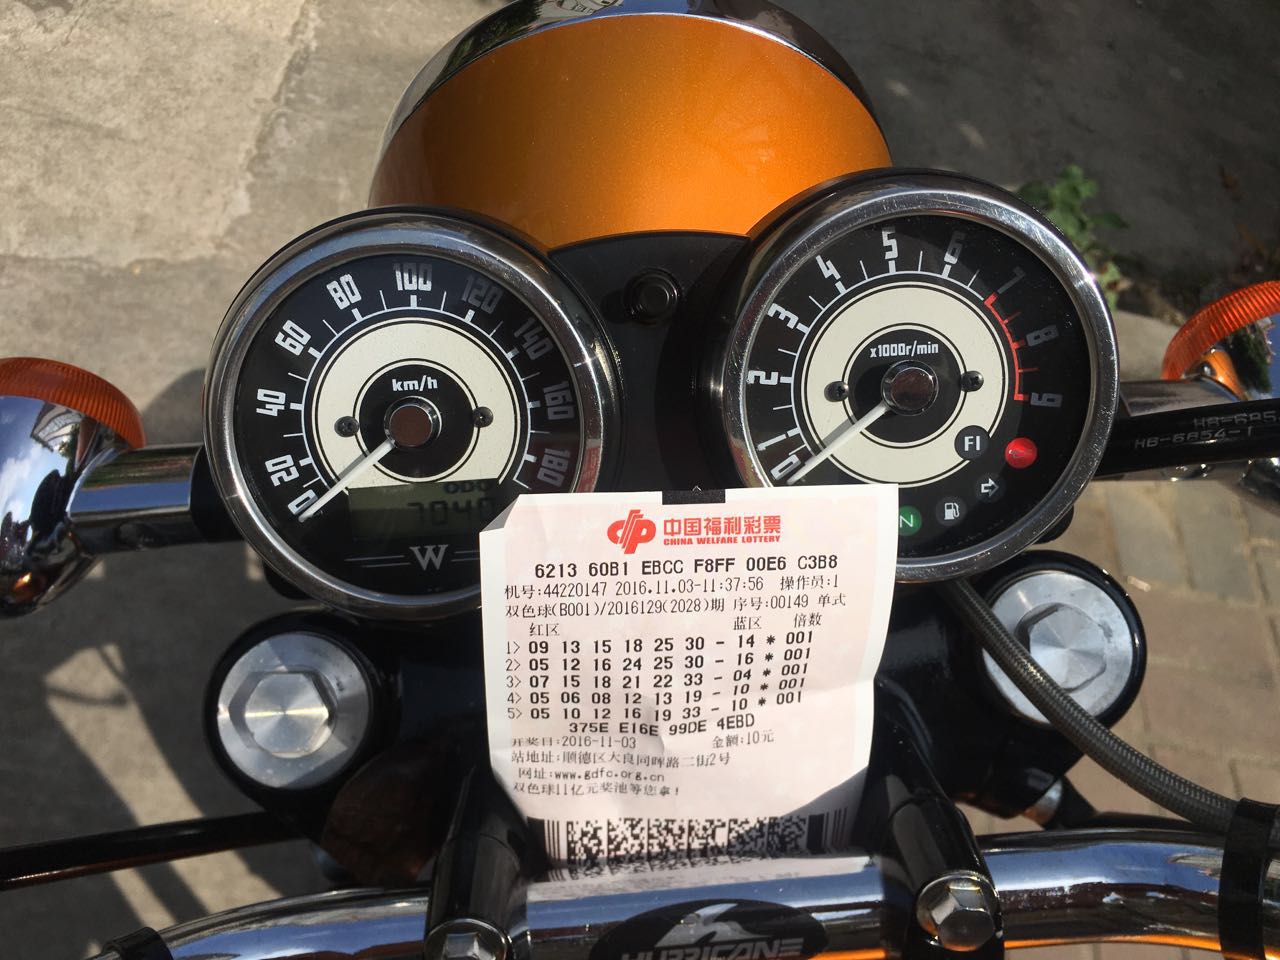 0 20 40 60 80 100 120 140 160 180
km/h
ODO
7040
W
0 1 2 3 4 5 6 7 8 9
x1000r/min
FI
N
HB-6854-1
HB-685
中国福利彩票
CHINA WELFARE LOTTERY
6213 60B1 EBCC F8FF 00E6 C3B8
机号:44220147 2016.11.03-11:37:56 操作员:1
双色球(B001)/2016129(2028)期 序号:00149 单式
红区 蓝区 倍数
1> 09 13 15 18 25 30 - 14 * 001
2> 05 12 16 24 25 30 - 16 * 001
3> 07 15 18 21 22 33 - 04 * 001
4> 05 06 08 12 13 19 - 10 * 001
5> 05 10 12 16 19 33 - 10 * 001
375E E16E 99DE 4EBD
开奖日:2016-11-03 金额:10元
站地址:顺德区大良同晖路二街2号
网址:www.gdfc.org.cn
双色球11亿元奖池等您拿!
HURRICANE